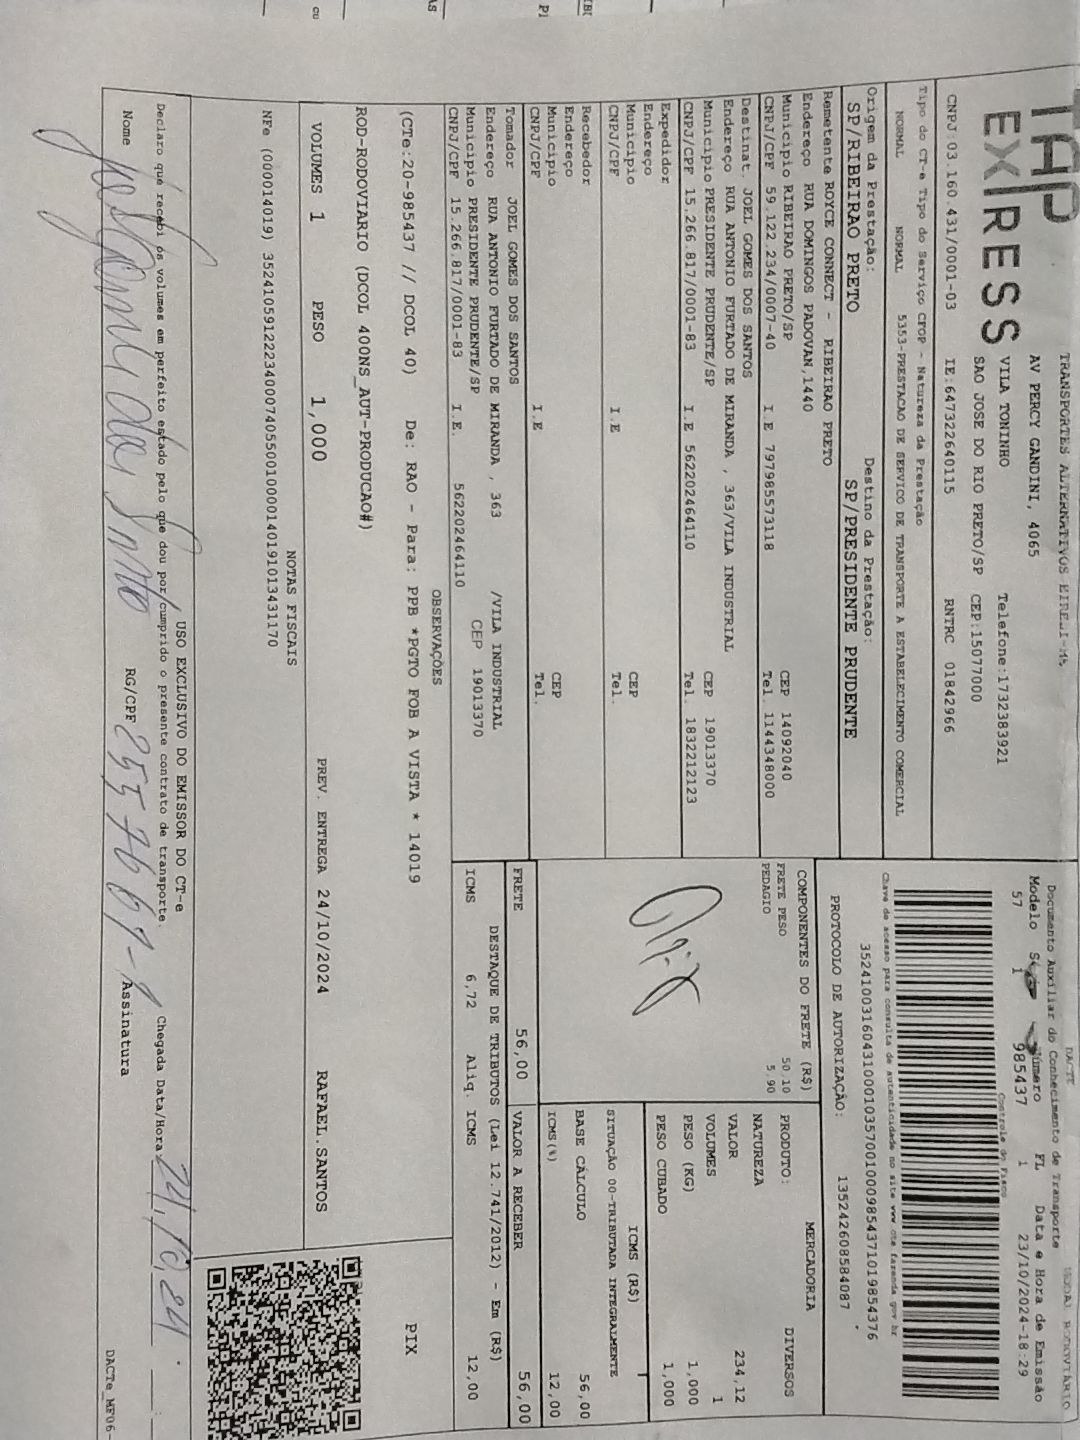 TAP
EXPRESS
TRANSPORTES ALTERNATIVOS EIRELI-ME
AV PERCY GANDINI, 4065
VILA TONINHO Telefone:1732383921
SAO JOSE DO RIO PRETO/SP CEP:15077000
CNPJ:03.160.431/0001-03 IE:647322640115 RNTRC 01842966
DACTE
MODAL RODOVIÁRIO
Documento Auxiliar do Conhecimento de Transporte
Modelo Número FL Data e Hora de Emissão
57 1 985437 1 23/10/2024-18:29
Controle do Fisco
Chave de acesso para consulta de autenticidade no site www.cte.fazenda.gov.br
35241003160431000103570010009854371019854376
PROTOCOLO DE AUTORIZAÇÃO: 135242608584087
Tipo do CT-e Tipo do Serviço CFOP - Natureza da Prestação
NORMAL NORMAL 5353-PRESTACAO DE SERVICO DE TRANSPORTE A ESTABELECIMENTO COMERCIAL
Origem da Prestação: Destino da Prestação:
SP/RIBEIRAO PRETO SP/PRESIDENTE PRUDENTE
Remetente ROYCE CONNECT - RIBEIRAO PRETO
Endereço RUA DOMINGOS PADOVAN,1440
Município RIBEIRAO PRETO/SP CEP 14092040
CNPJ/CPF 59.122.234/0007-40 I.E 797985573118 Tel. 1144348000
Destinat. JOEL GOMES DOS SANTOS
Endereço RUA ANTONIO FURTADO DE MIRANDA , 363/VILA INDUSTRIAL
Município PRESIDENTE PRUDENTE/SP CEP 19013370
CNPJ/CPF 15.266.817/0001-83 I.E 562202464110 Tel. 1832212123
Expedidor
Endereço
Município CEP
CNPJ/CPF I.E Tel.
Recebedor
Endereço
Município CEP
CNPJ/CPF I.E Tel.
Tomador JOEL GOMES DOS SANTOS
Endereço RUA ANTONIO FURTADO DE MIRANDA , 363 /VILA INDUSTRIAL
Município PRESIDENTE PRUDENTE/SP CEP 19013370
CNPJ/CPF 15.266.817/0001-83 I.E. 562202464110
COMPONENTES DO FRETE (R$)
FRETE PESO 50,10
PEDAGIO 5,90
MERCADORIA
PRODUTO: DIVERSOS
NATUREZA
VALOR 234,12
VOLUMES 1
PESO (KG) 1,000
PESO CUBADO 1,000
ICMS (R$)
SITUAÇÃO 00-TRIBUTADA INTEGRALMENTE
BASE CÁLCULO 56,00
ICMS(%) 12,00
FRETE 56,00 VALOR A RECEBER 56,00
DESTAQUE DE TRIBUTOS (Lei 12.741/2012) - Em (R$)
ICMS 6,72 Aliq. ICMS 12,00
OBSERVAÇÕES
(CTe:20-985437 // DCOL 40) De: RAO - Para: PPB *PGTO FOB A VISTA * 14019
ROD-RODOVIARIO (DCOL 400NS_AUT-PRODUCAO#)
PIX
VOLUMES 1 PESO 1,000 PREV. ENTREGA 24/10/2024 RAFAEL.SANTOS
NOTAS FISCAIS
NFe (000014019) 35241059122234000740550010000140191013431170
USO EXCLUSIVO DO EMISSOR DO CT-e
Declaro que recebi os volumes em perfeito estado pelo que dou por cumprido o presente contrato de transporte. Chegada Data/Hora 24/10/24
Nome RG/CPF Assinatura
DACTe_MF06-